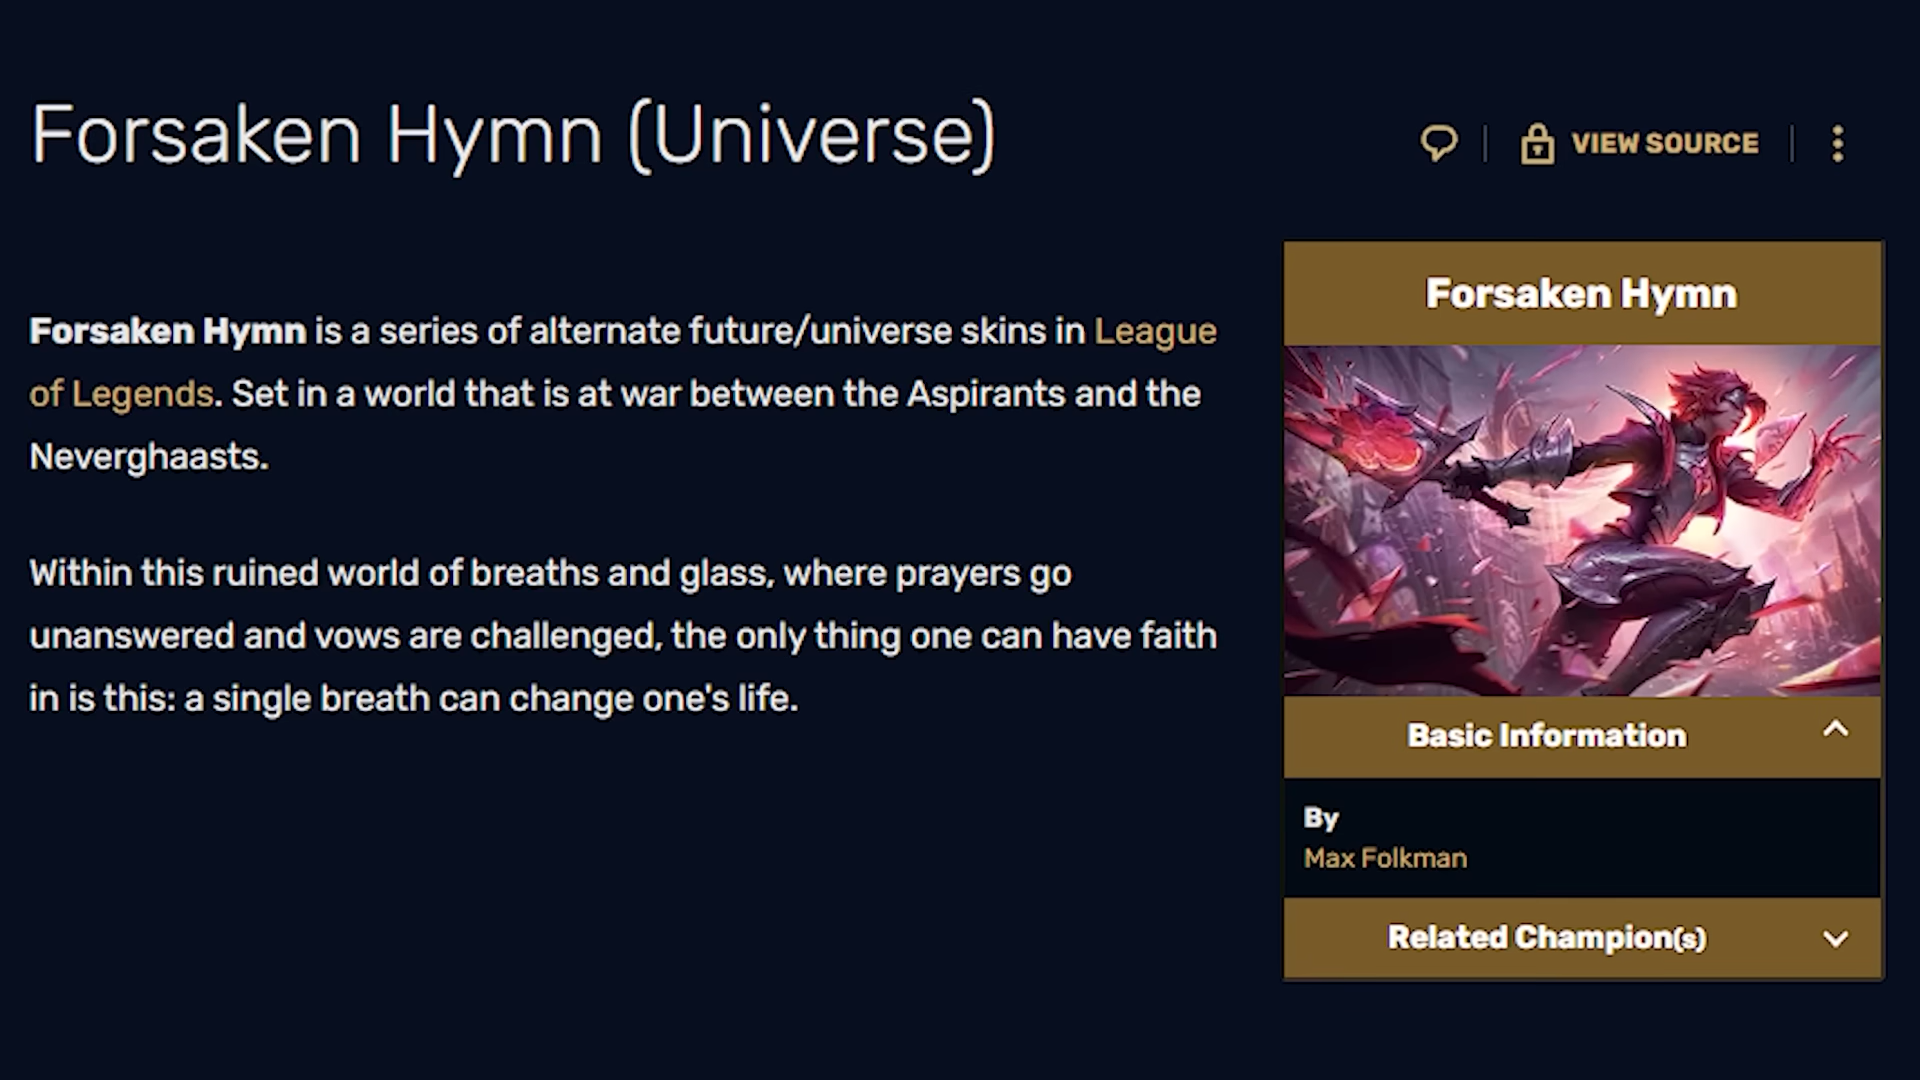 Forsaken Hymn (Universe)
VIEW SOURCE
Forsaken Hymn is a series of alternate future/universe skins in League
of Legends. Set in a world that is at war between the Aspirants and the
Neverghaasts.
Within this ruined world of breaths and glass, where prayers go
unanswered and vows are challenged, the only thing one can have faith
in is this: a single breath can change one's life.
Forsaken Hymn
Basic Information
By
Max Folkman
Related Champion(s)